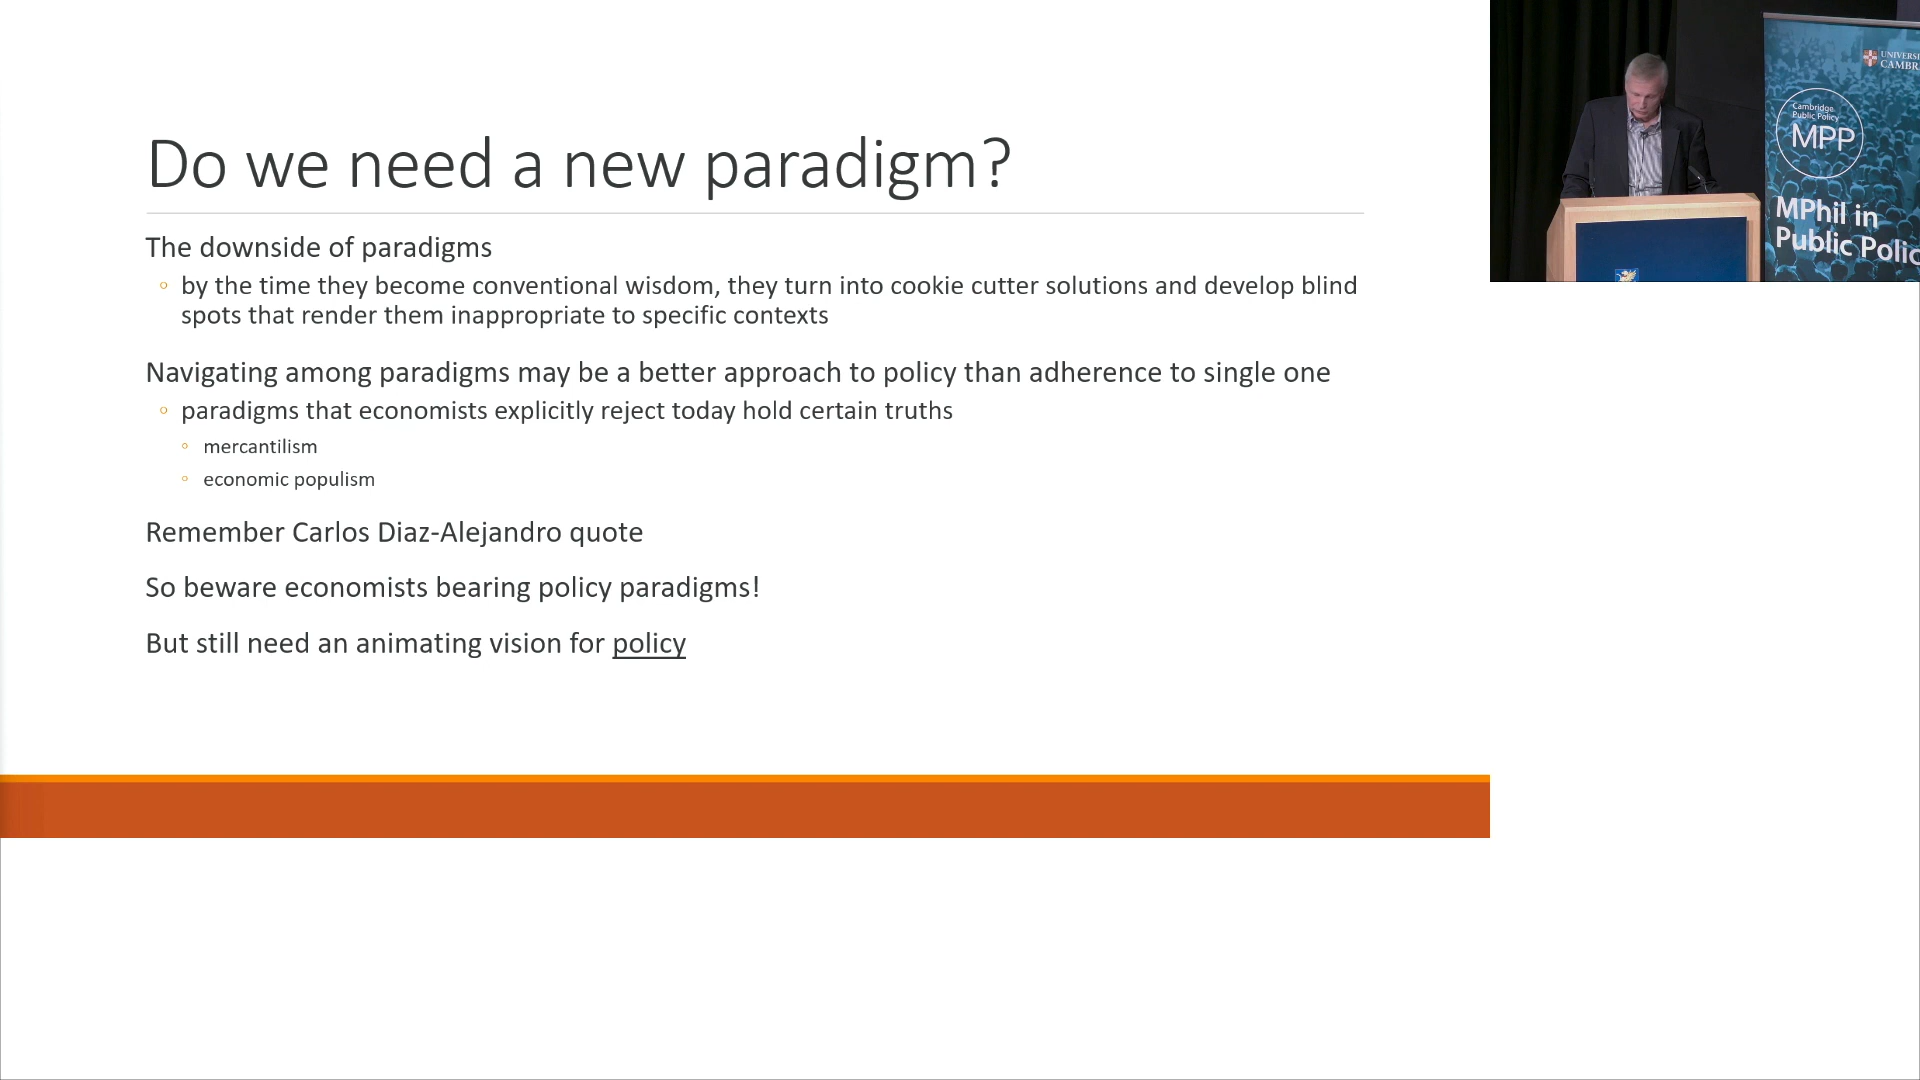 Do we need a new paradigm?
The downside of paradigms
◦ by the time they become conventional wisdom, they turn into cookie cutter solutions and develop blind
spots that render them inappropriate to specific contexts
Navigating among paradigms may be a better approach to policy than adherence to single one
◦ paradigms that economists explicitly reject today hold certain truths
◦ mercantilism
◦ economic populism
Remember Carlos Diaz-Alejandro quote
So beware economists bearing policy paradigms!
But still need an animating vision for policy
UNIVERSI
CAMBR
Cambridge
Public Policy
MPP
MPhil in
Public Polic